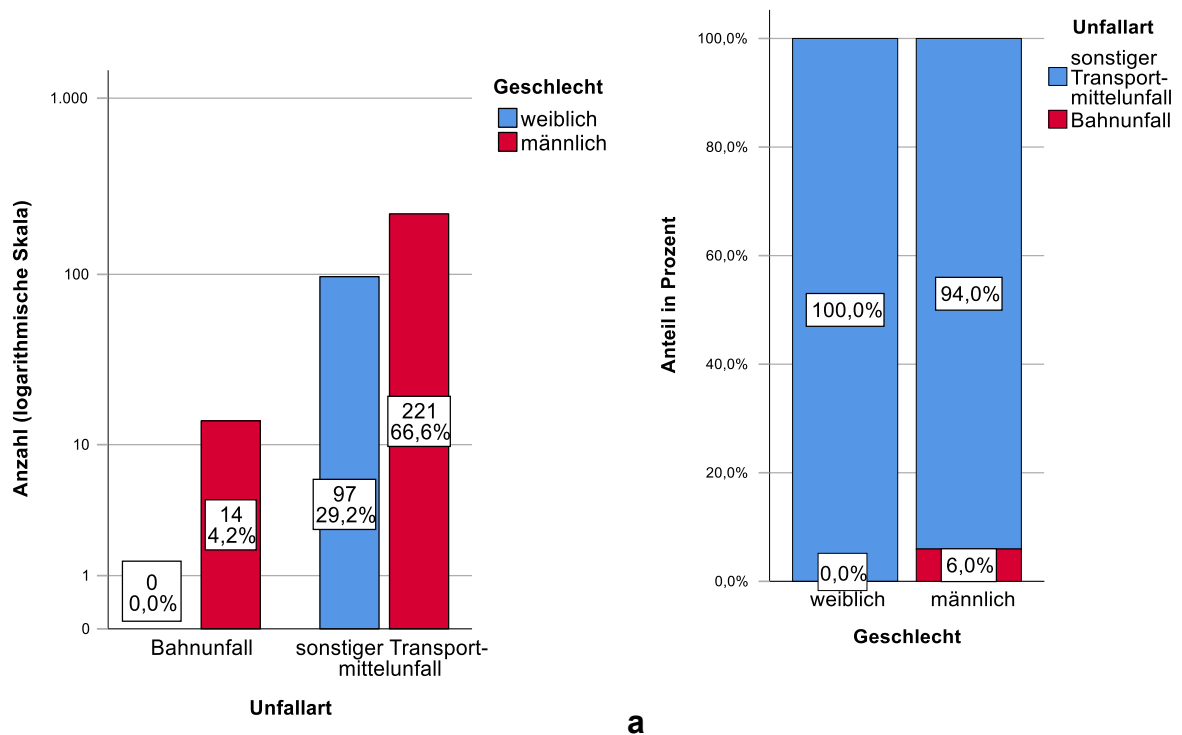 Geschlecht
weiblich
männlich
1.000
100
10
1
0
Anzahl (logarithmische Skala)
0
0,0%
14
4,2%
97
29,2%
221
66,6%
Bahnunfall
sonstiger Transport-
mittelunfall
Unfallart
Unfallart
sonstiger
Transport-
mittelunfall
Bahnunfall
100,0%
80,0%
60,0%
40,0%
20,0%
0,0%
Anteil in Prozent
100,0%
94,0%
0,0%
6,0%
weiblich
männlich
Geschlecht
a